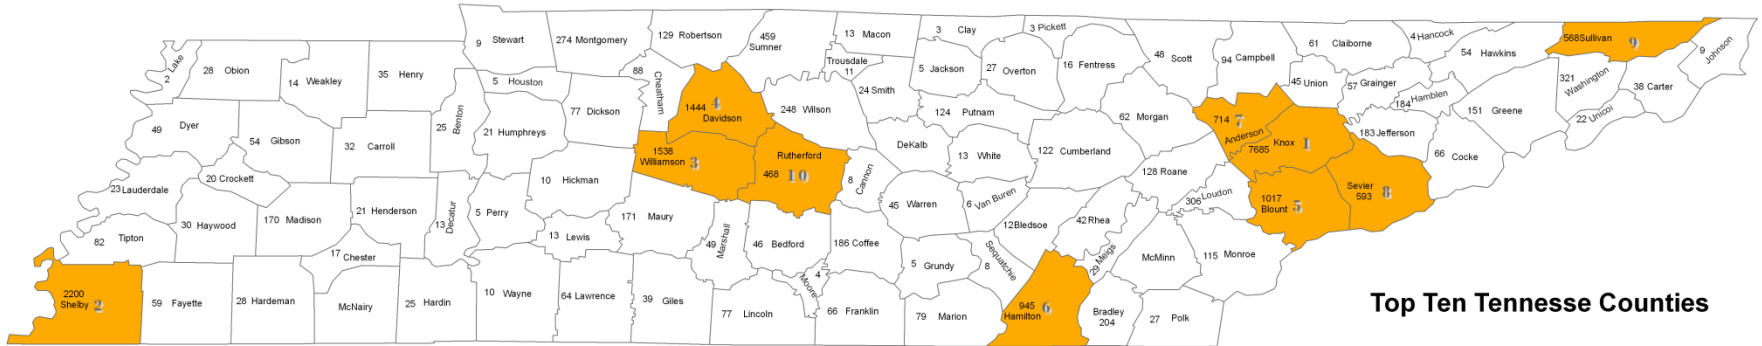 9 Stewart
274 Montgomery
129 Robertson
459
Sumner
13 Macon
3 Clay
3 Pickett
48 Scott
94 Campbell
61 Claiborne
4 Hancock
54 Hawkins
568 Sullivan 9
9 Johnson
2 Lake
28 Obion
14 Weakley
35 Henry
5 Houston
88 Cheatham
Trousdale
11
5 Jackson
27 Overton
16 Fentress
45 Union
57 Grainger
184 Hamblen
151 Greene
321 Washington
38 Carter
22 Unicoi
49 Dyer
54 Gibson
32 Carroll
25 Benton
21 Humphreys
77 Dickson
1444 4
Davidson
248 Wilson
24 Smith
124 Putnam
62 Morgan
714 7
Anderson
7685 Knox 1
183 Jefferson
66 Cocke
23 Lauderdale
20 Crockett
10 Hickman
1538
Williamson 3
Rutherford
468 10
8 Cannon
DeKalb
13 White
122 Cumberland
128 Roane
306 Loudon
1017
Blount 5
Sevier
593 8
82 Tipton
30 Haywood
170 Madison
21 Henderson
13 Decatur
5 Perry
13 Lewis
171 Maury
49 Marshall
46 Bedford
186 Coffee
45 Warren
6 Van Buren
12 Bledsoe
42 Rhea
29 Meigs
McMinn
115 Monroe
2200
Shelby 2
59 Fayette
28 Hardeman
17 Chester
McNairy
25 Hardin
10 Wayne
64 Lawrence
39 Giles
77 Lincoln
4 Moore
66 Franklin
5 Grundy
79 Marion
8 Sequatchie
945
Hamilton 6
Bradley
204
27 Polk
Top Ten Tennesse Counties